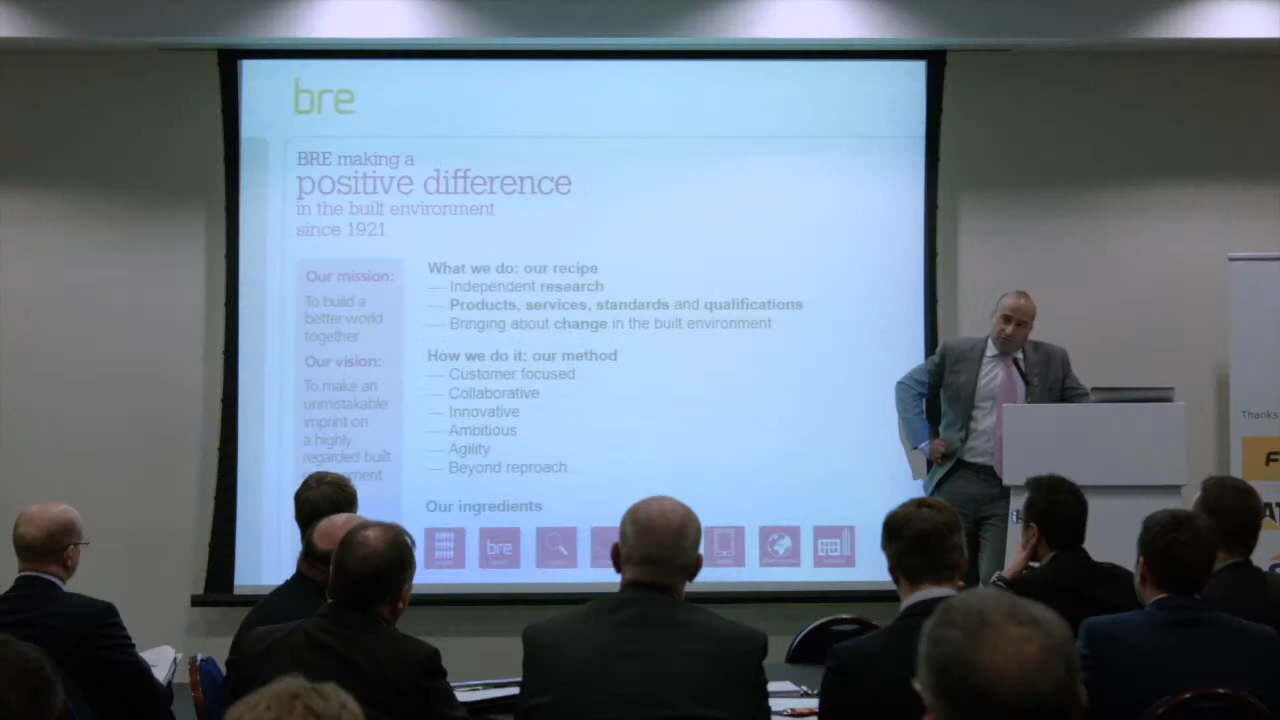 bre
BRE making a
positive difference
in the built environment
since 1921
Our mission:
To build a
better world
together
Our vision:
To make an
unmistakable
imprint on
a highly
regarded built
What we do: our recipe
— Independent research
— Products, services, standards and qualifications
— Bringing about change in the built environment
How we do it: our method
— Customer focused
— Collaborative
— Innovative
— Ambitious
— Agility
— Beyond reproach
Our ingredients
bre
Thanks